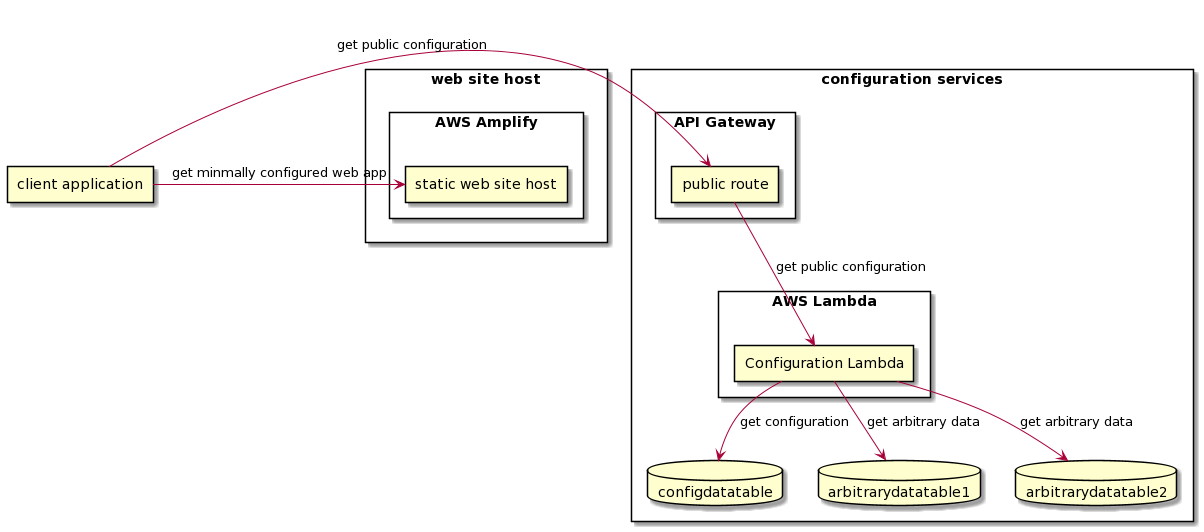 get public configuration
web site host
configuration services
AWS Amplify
API Gateway
client application
get minmally configured web app
static web site host
public route
get public configuration
AWS Lambda
Configuration Lambda
get configuration
get arbitrary data
get arbitrary data
configdatatable
arbitrarydatatable1
arbitrarydatatable2